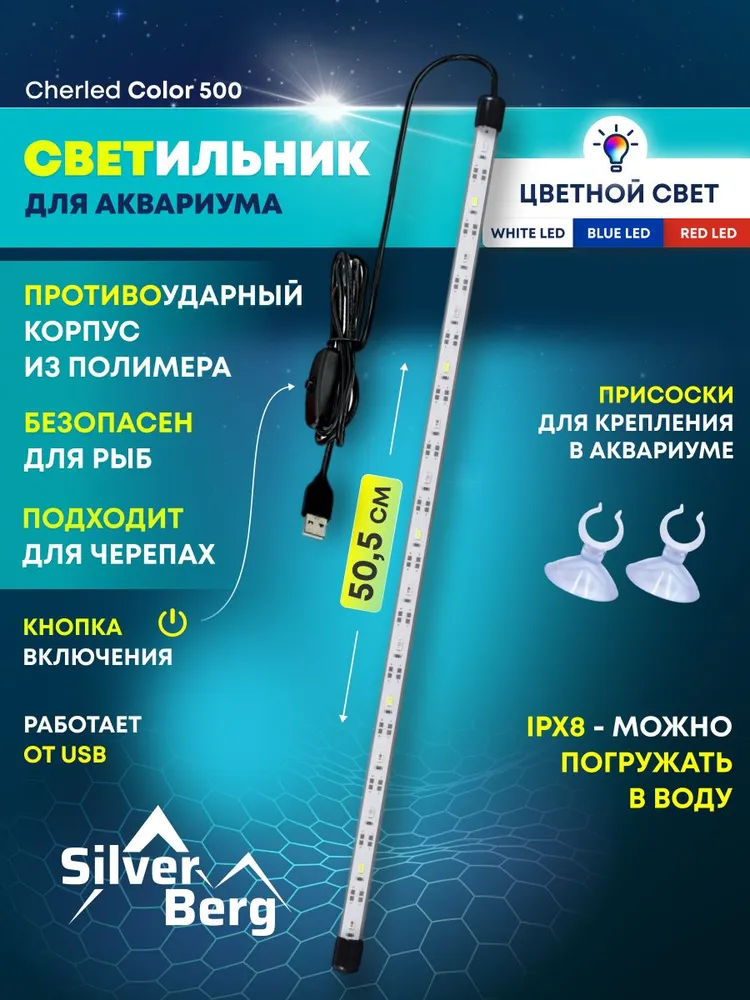 Cherled Color 500
СВЕТИЛЬНИК
ДЛЯ АКВАРИУМА
ЦВЕТНОЙ СВЕТ
WHITE LED BLUE LED RED LED
ПРОТИВОУДАРНЫЙ
КОРПУС
ИЗ ПОЛИМЕРА
БЕЗОПАСЕН
ДЛЯ РЫБ
ПОДХОДИТ
ДЛЯ ЧЕРЕПАХ
КНОПКА
ВКЛЮЧЕНИЯ
РАБОТАЕТ
ОТ USB
50,5 СМ
ПРИСОСКИ
ДЛЯ КРЕПЛЕНИЯ
В АКВАРИУМЕ
IPX8 - МОЖНО
ПОГРУЖАТЬ
В ВОДУ
Silver
Berg